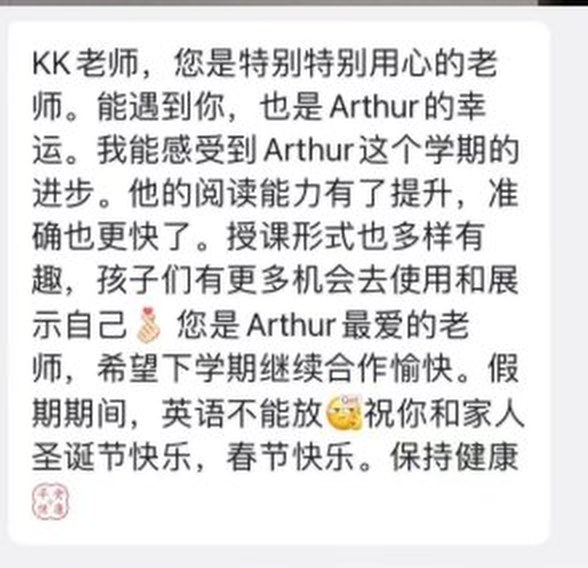 KK老师，您是特别特别用心的老
师。能遇到你，也是Arthur的幸
运。我能感受到Arthur这个学期的
进步。他的阅读能力有了提升，准
确也更快了。授课形式也多样有
趣，孩子们有更多机会去使用和展
示自己🫰 您是Arthur最爱的老
师，希望下学期继续合作愉快。假
期期间，英语不能放 祝你和家人
圣诞节快乐，春节快乐。保持健康